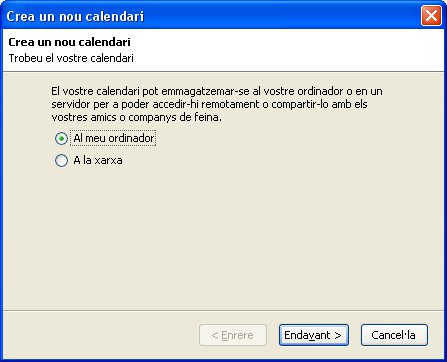 Crea un nou calendari
Crea un nou calendari
Trobeu el vostre calendari
El vostre calendari pot emmagatzemar-se al vostre ordinador o en un
servidor per a poder accedir-hi remotament o compartir-lo amb els
vostres amics o companys de feina.
Al meu ordinador
A la xarxa
< Enrere
Endavant >
Cancel·la